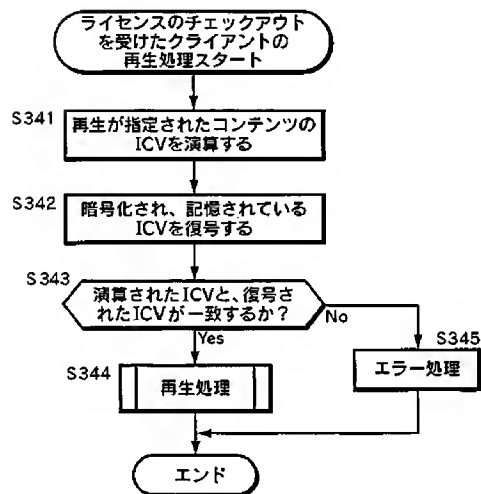 ライセンスのチェックアウト
を受けたクライアントの
再生処理スタート
S341
再生が指定されたコンテンツの
ICVを演算する
S342
暗号化され、記憶されている
ICVを復号する
S343
演算されたICVと、復号さ
れたICVが一致するか?
No
Yes
S345
エラー処理
S344
再生処理
エンド